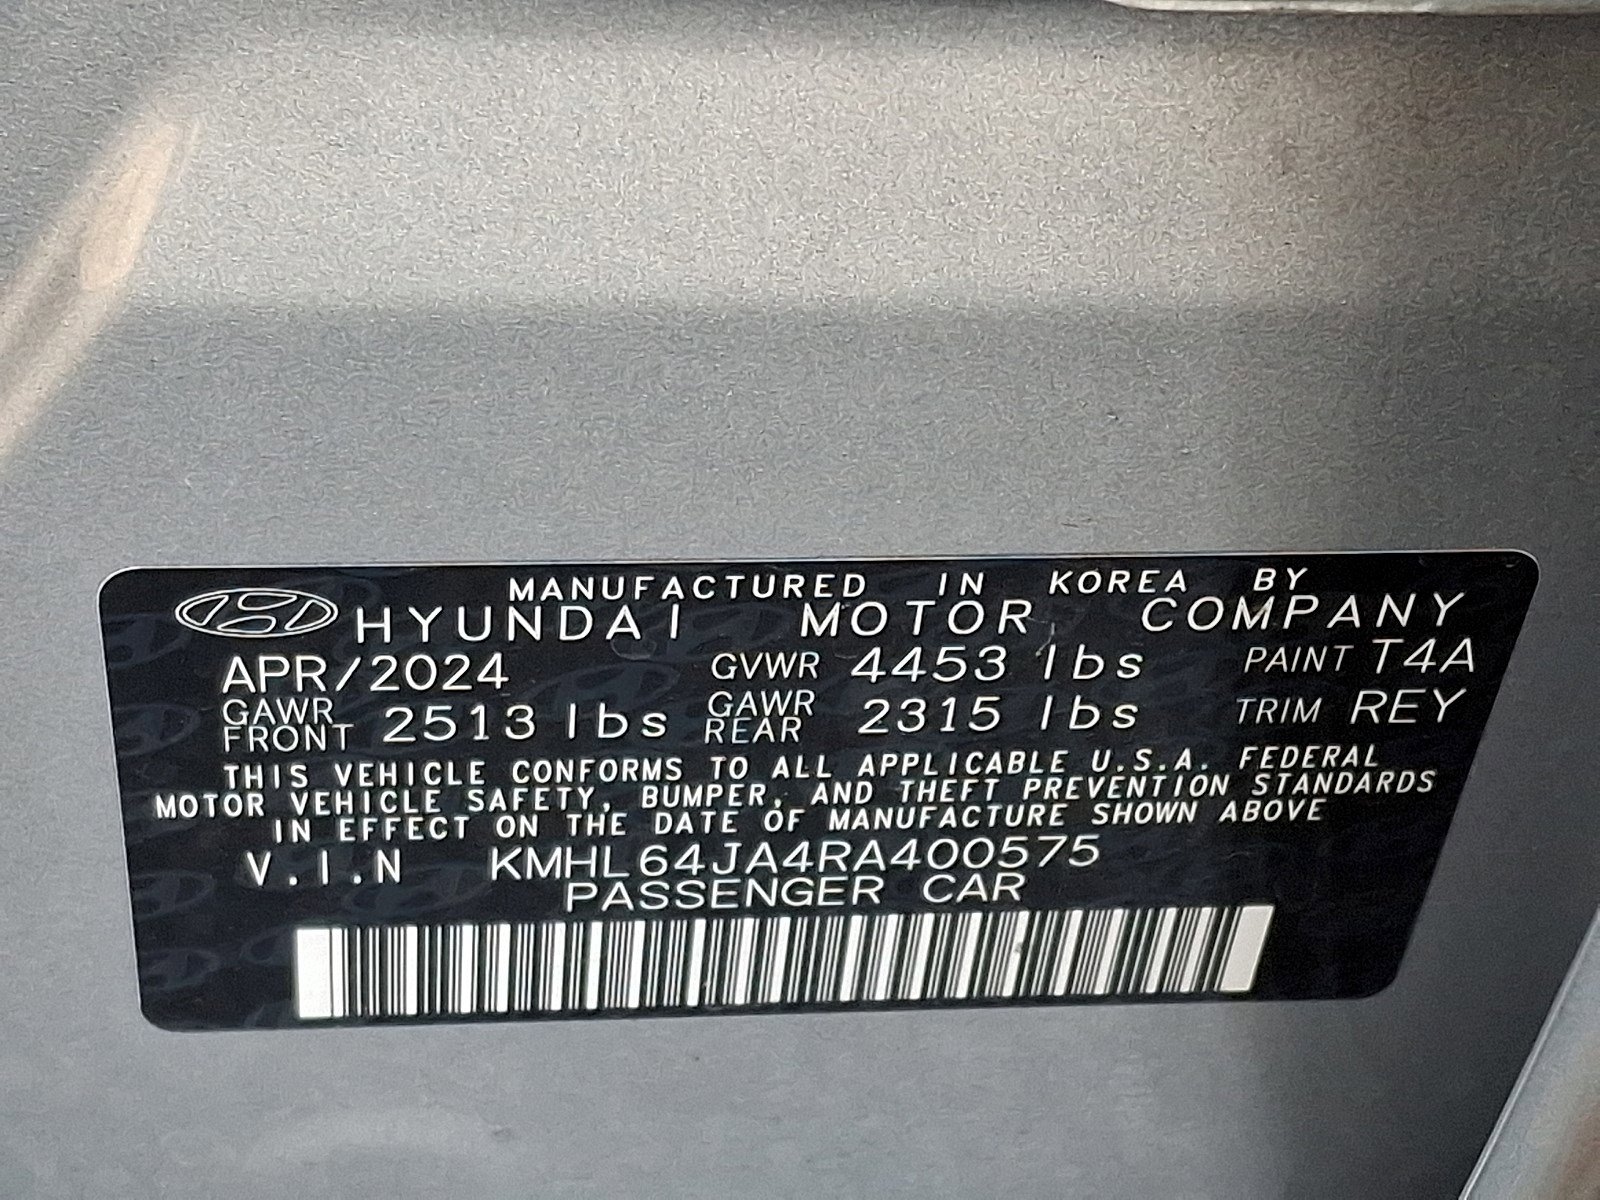 MANUFACTURED IN KOREA BY
HYUNDAI MOTOR COMPANY
APR/2024 GVWR 4453 lbs PAINT T4A
GAWR FRONT 2513 lbs GAWR REAR 2315 lbs TRIM REY
THIS VEHICLE CONFORMS TO ALL APPLICABLE U.S.A. FEDERAL
MOTOR VEHICLE SAFETY, BUMPER, AND THEFT PREVENTION STANDARDS
IN EFFECT ON THE DATE OF MANUFACTURE SHOWN ABOVE
V.I.N KMHL64JA4RA400575
PASSENGER CAR